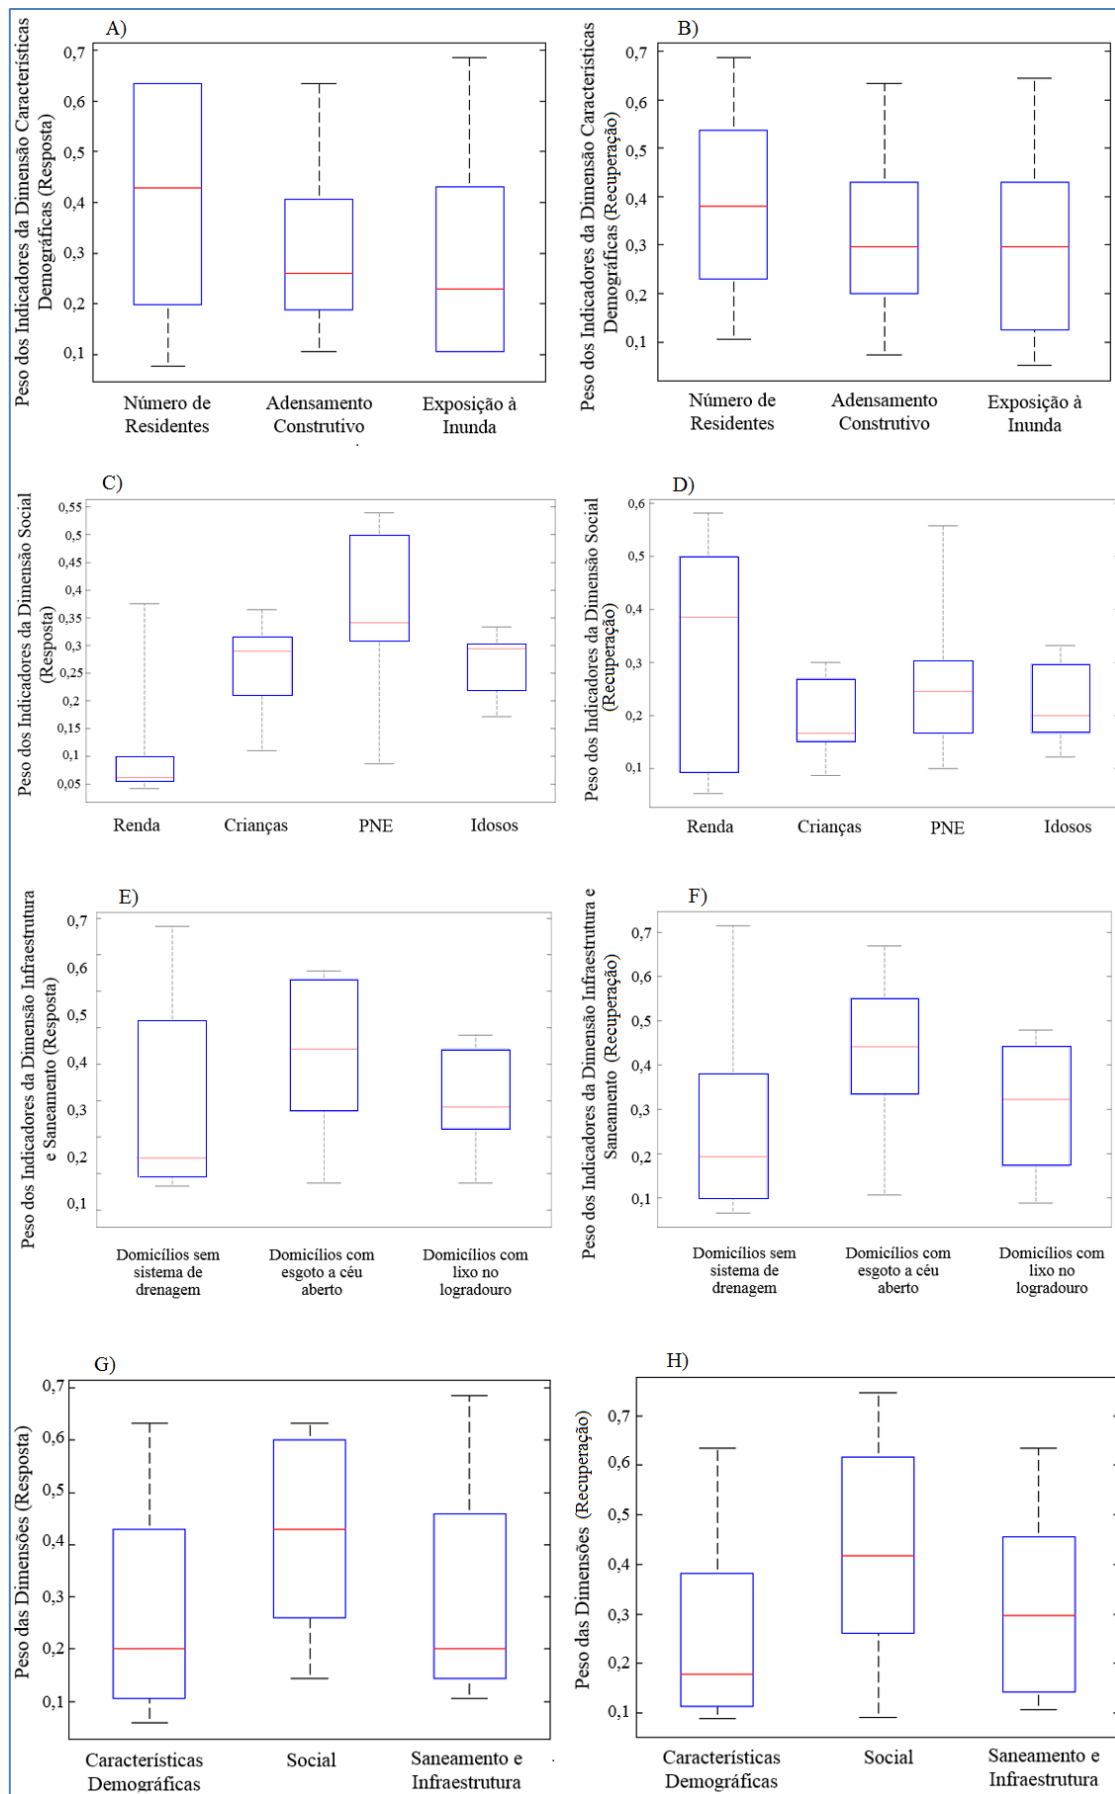 A)
Peso dos Indicadores da Dimensão Características
Demográficas (Resposta)
0,7
0,6
0,5
0,4
0,3
0,2
0,1
Número de
Residentes
Adensamento
Construtivo
Exposição à
Inunda
B)
Peso dos Indicadores da Dimensão Características
Demográficas (Recuperação)
0,7
0,6
0,5
0,4
0,3
0,2
0,1
Número de
Residentes
Adensamento
Construtivo
Exposição à
Inunda
C)
Peso dos Indicadores da Dimensão Social
(Resposta)
0,55
0,5
0,45
0,4
0,35
0,3
0,25
0,2
0,15
0,1
0,05
Renda
Crianças
PNE
Idosos
D)
Peso dos Indicadores da Dimensão Social
(Recuperação)
0,6
0,5
0,4
0,3
0,2
0,1
Renda
Crianças
PNE
Idosos
E)
Peso dos Indicadores da Dimensão Infraestrutura
e Saneamento (Resposta)
0,7
0,6
0,5
0,4
0,3
0,2
0,1
Domicílios sem
sistema de
drenagem
Domicílios com
esgoto a céu
aberto
Domicílios com
lixo no
logradouro
F)
Peso dos Indicadores da Dimensão Infraestrutura e
Saneamento (Recuperação)
0,7
0,6
0,5
0,4
0,3
0,2
0,1
Domicílios sem
sistema de
drenagem
Domicílios com
esgoto a céu
aberto
Domicílios com
lixo no
logradouro
G)
Peso das Dimensões (Resposta)
0,7
0,6
0,5
0,4
0,3
0,2
0,1
Características
Demográficas
Social
Saneamento e
Infraestrutura
H)
Peso das Dimensões (Recuperação)
0,7
0,6
0,5
0,4
0,3
0,2
0,1
Características
Demográficas
Social
Saneamento e
Infraestrutura